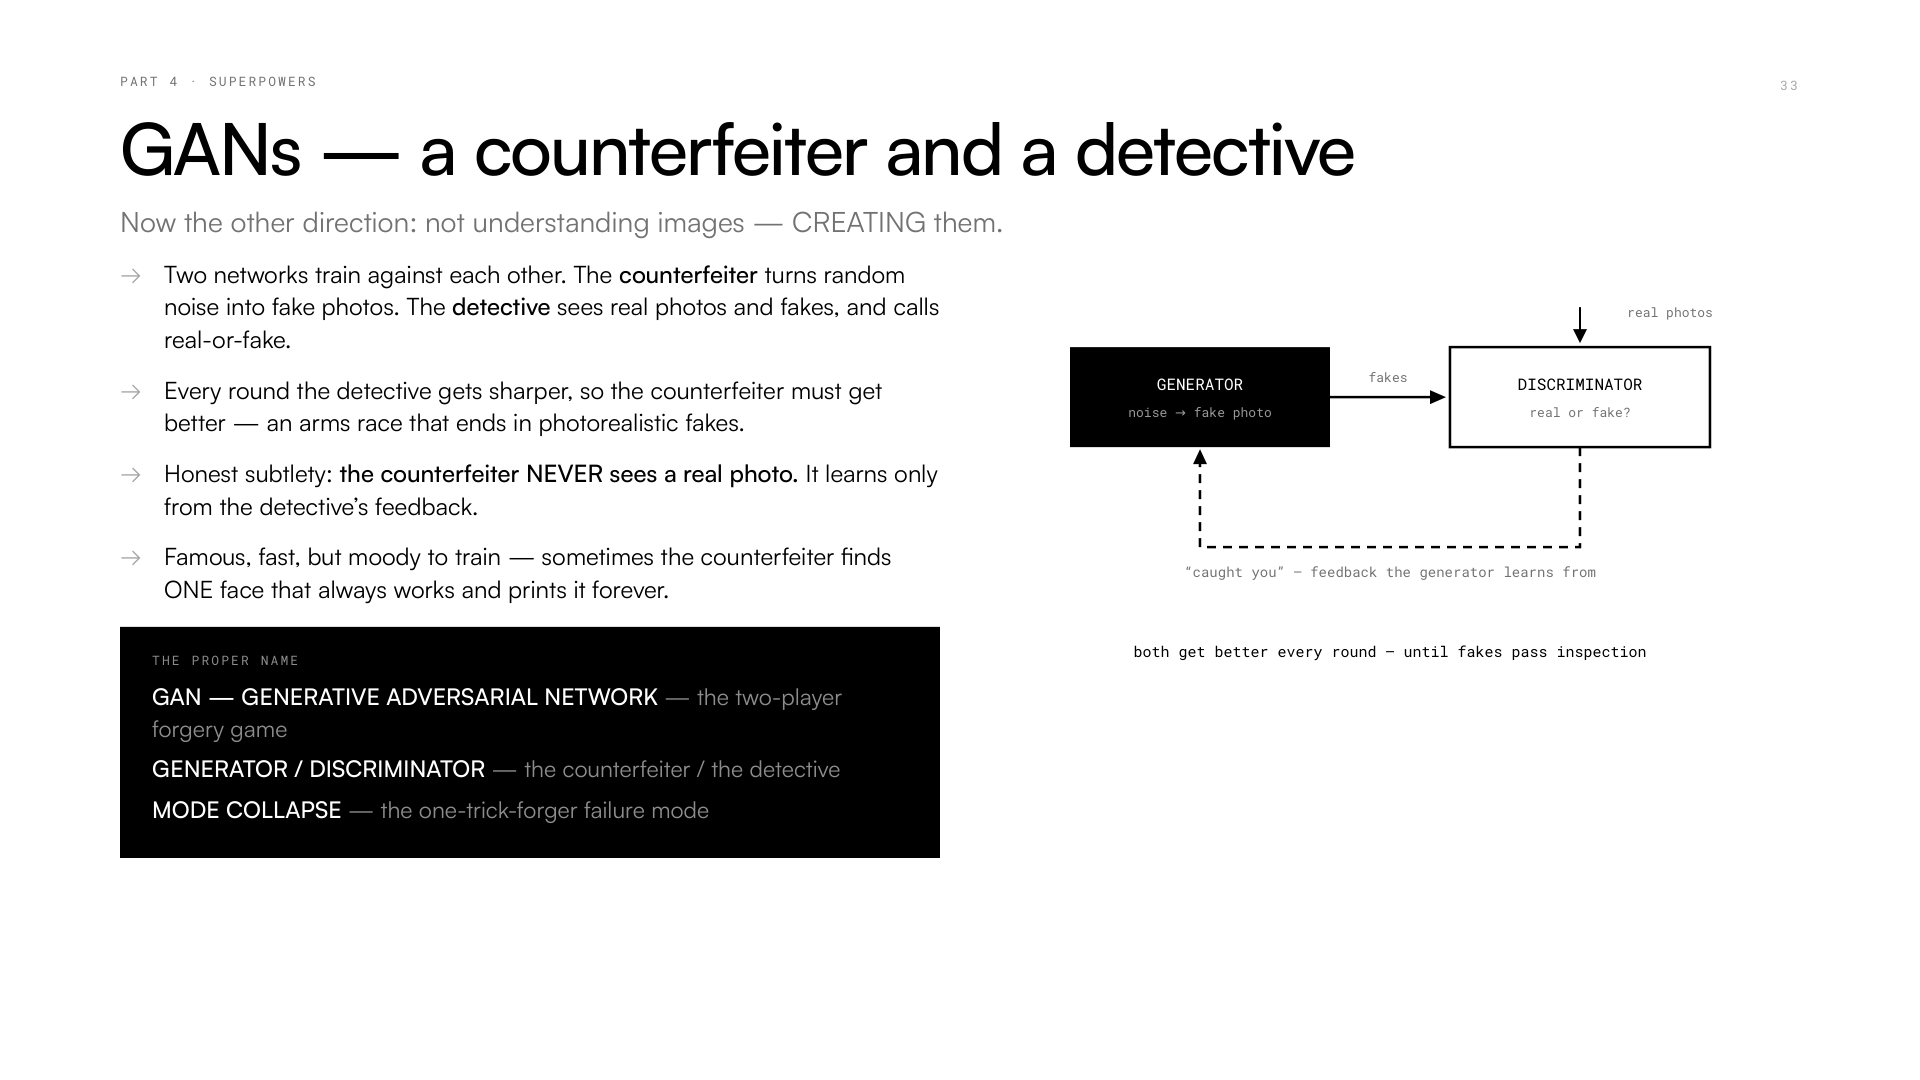 PART 4 · SUPERPOWERS
33
GANs — a counterfeiter and a detective
Now the other direction: not understanding images — CREATING them.
→ Two networks train against each other. The counterfeiter turns random
noise into fake photos. The detective sees real photos and fakes, and calls
real-or-fake.
→ Every round the detective gets sharper, so the counterfeiter must get
better — an arms race that ends in photorealistic fakes.
→ Honest subtlety: the counterfeiter NEVER sees a real photo. It learns only
from the detective’s feedback.
→ Famous, fast, but moody to train — sometimes the counterfeiter finds
ONE face that always works and prints it forever.
THE PROPER NAME
GAN — GENERATIVE ADVERSARIAL NETWORK — the two-player
forgery game
GENERATOR / DISCRIMINATOR — the counterfeiter / the detective
MODE COLLAPSE — the one-trick-forger failure mode
real photos
GENERATOR
noise → fake photo
fakes
DISCRIMINATOR
real or fake?
“caught you” — feedback the generator learns from
both get better every round — until fakes pass inspection